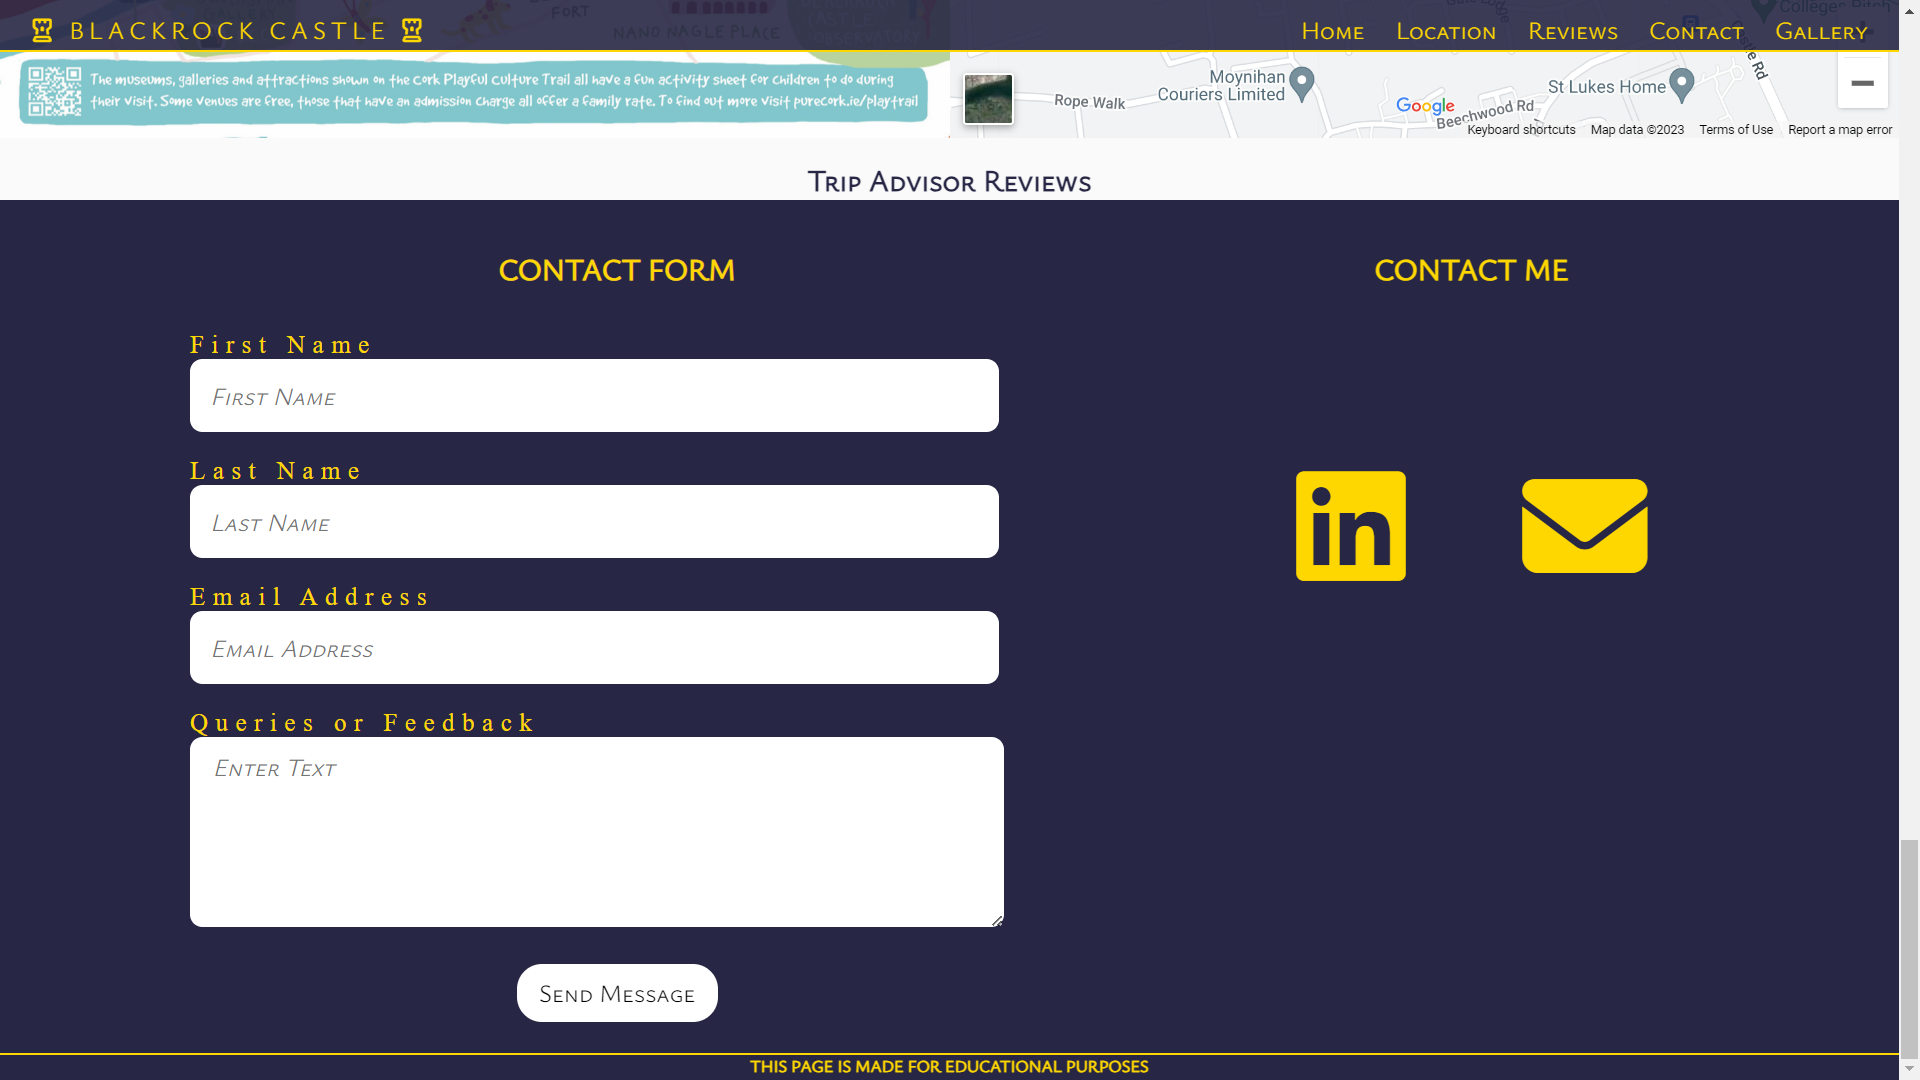 BLACKROCK CASTLE
Home Location Reviews Contact Gallery
FORT
NANO NAGLE PLACE
The museums, galleries and attractions shown on the Cork Playful Culture Trail all have a fun activity sheet for children to do during
their visit. Some venues are free, those that have an admission charge all offer a family rate. To find out more visit purecork.ie/playtrail
Rope Walk
Moynihan
Couriers Limited
Google
Beechwood Rd
St Lukes Home
Keyboard shortcuts Map data ©2023 Terms of Use Report a map error
Trip Advisor Reviews
CONTACT FORM
First Name
First Name
Last Name
Last Name
Email Address
Email Address
Queries or Feedback
Enter Text
Send Message
CONTACT ME
in
THIS PAGE IS MADE FOR EDUCATIONAL PURPOSES